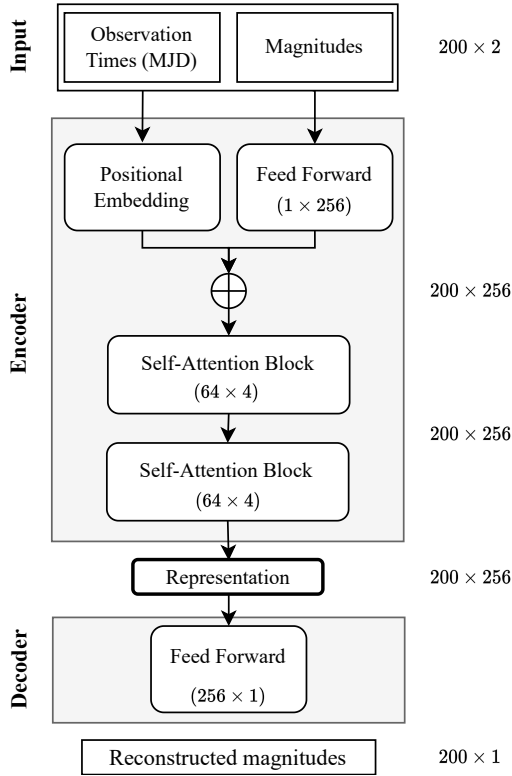 Input
Observation
Times (MJD)
Magnitudes
200 × 2
Encoder
Positional
Embedding
Feed Forward
(1 × 256)
200 × 256
Self-Attention Block
(64 × 4)
200 × 256
Self-Attention Block
(64 × 4)
Representation
200 × 256
Decoder
Feed Forward
(256 × 1)
Reconstructed magnitudes
200 × 1